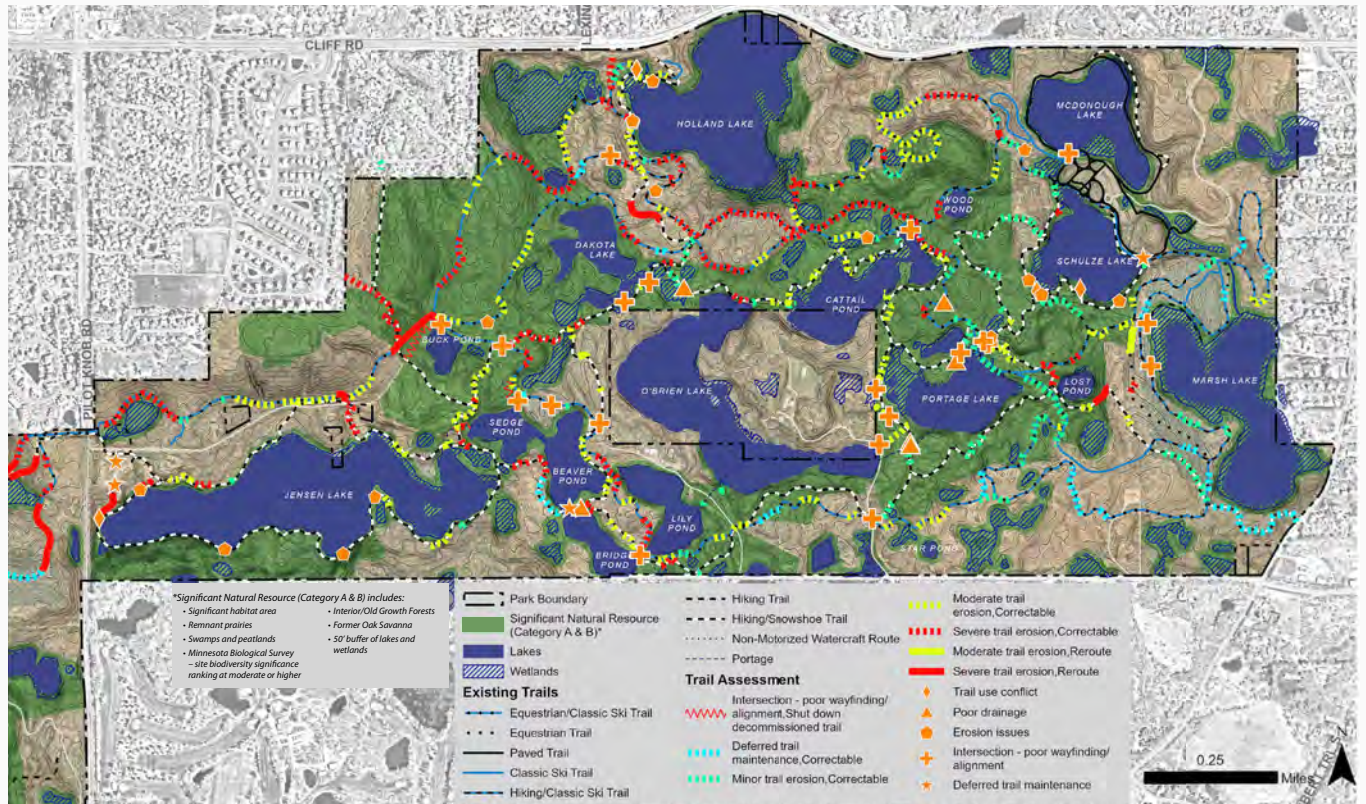 CLIFF RD
LEXING
PILOT KNOB RD
HOLLAND LAKE
MCDONOUGH
LAKE
WOOD
POND
DAKOTA
LAKE
SCHULZE LAKE
CATTAIL
POND
BUCK POND
O'BRIEN LAKE
LOST
POND
MARSH LAKE
PORTAGE LAKE
SEDGE
POND
BEAVER
POND
JENSEN LAKE
LILY
POND
BRIDGE
POND
STAR POND
*Significant Natural Resource (Category A & B) includes:
• Significant habitat area
• Remnant prairies
• Swamps and peatlands
• Minnesota Biological Survey
– site biodiversity significance
ranking at moderate or higher
• Interior/Old Growth Forests
• Former Oak Savanna
• 50' buffer of lakes and
wetlands
Park Boundary
Significant Natural Resource
(Category A & B)*
Lakes
Wetlands
Existing Trails
Equestrian/Classic Ski Trail
Equestrian Trail
Paved Trail
Classic Ski Trail
Hiking/Classic Ski Trail
Hiking Trail
Hiking/Snowshoe Trail
Non-Motorized Watercraft Route
Portage
Trail Assessment
Intersection - poor wayfinding/
alignment,Shut down
decommissioned trail
Deferred trail
maintenance,Correctable
Minor trail erosion,Correctable
Moderate trail
erosion,Correctable
Severe trail erosion,Correctable
Moderate trail erosion,Reroute
Severe trail erosion,Reroute
Trail use conflict
Poor drainage
Erosion issues
Intersection - poor wayfinding/
alignment
Deferred trail maintenance
0.25
Miles
N